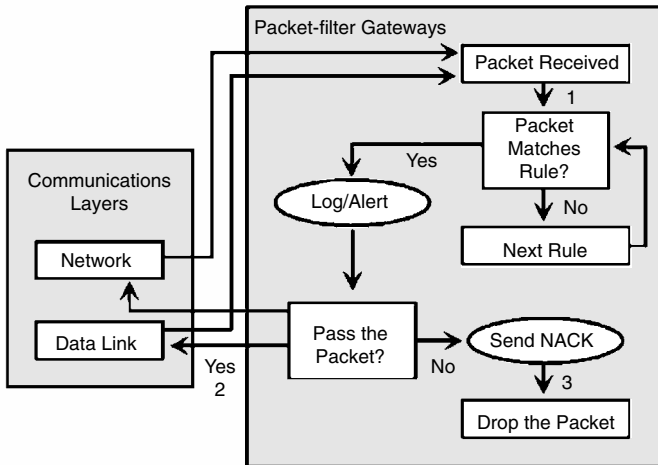 Packet-filter Gateways
Packet Received
1
Packet
Matches
Rule?
Yes
No
Next Rule
Log/Alert
Communications
Layers
Network
Data Link
Pass the
Packet?
Yes
2
No
Send NACK
3
Drop the Packet